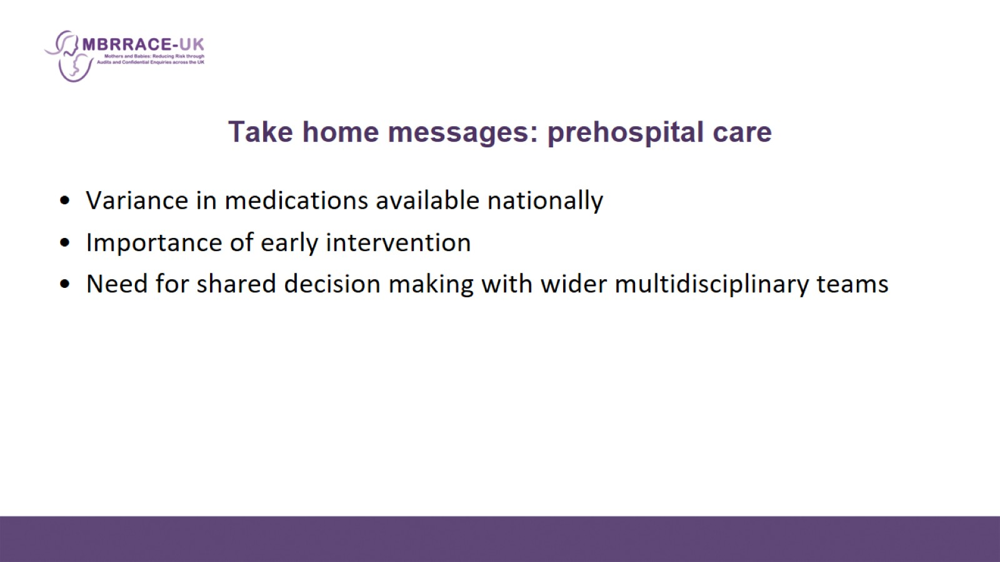 MBRRACE-UK
Mothers and Babies: Reducing Risk through
Audits and Confidential Enquiries across the UK
Take home messages: prehospital care
• Variance in medications available nationally
• Importance of early intervention
• Need for shared decision making with wider multidisciplinary teams